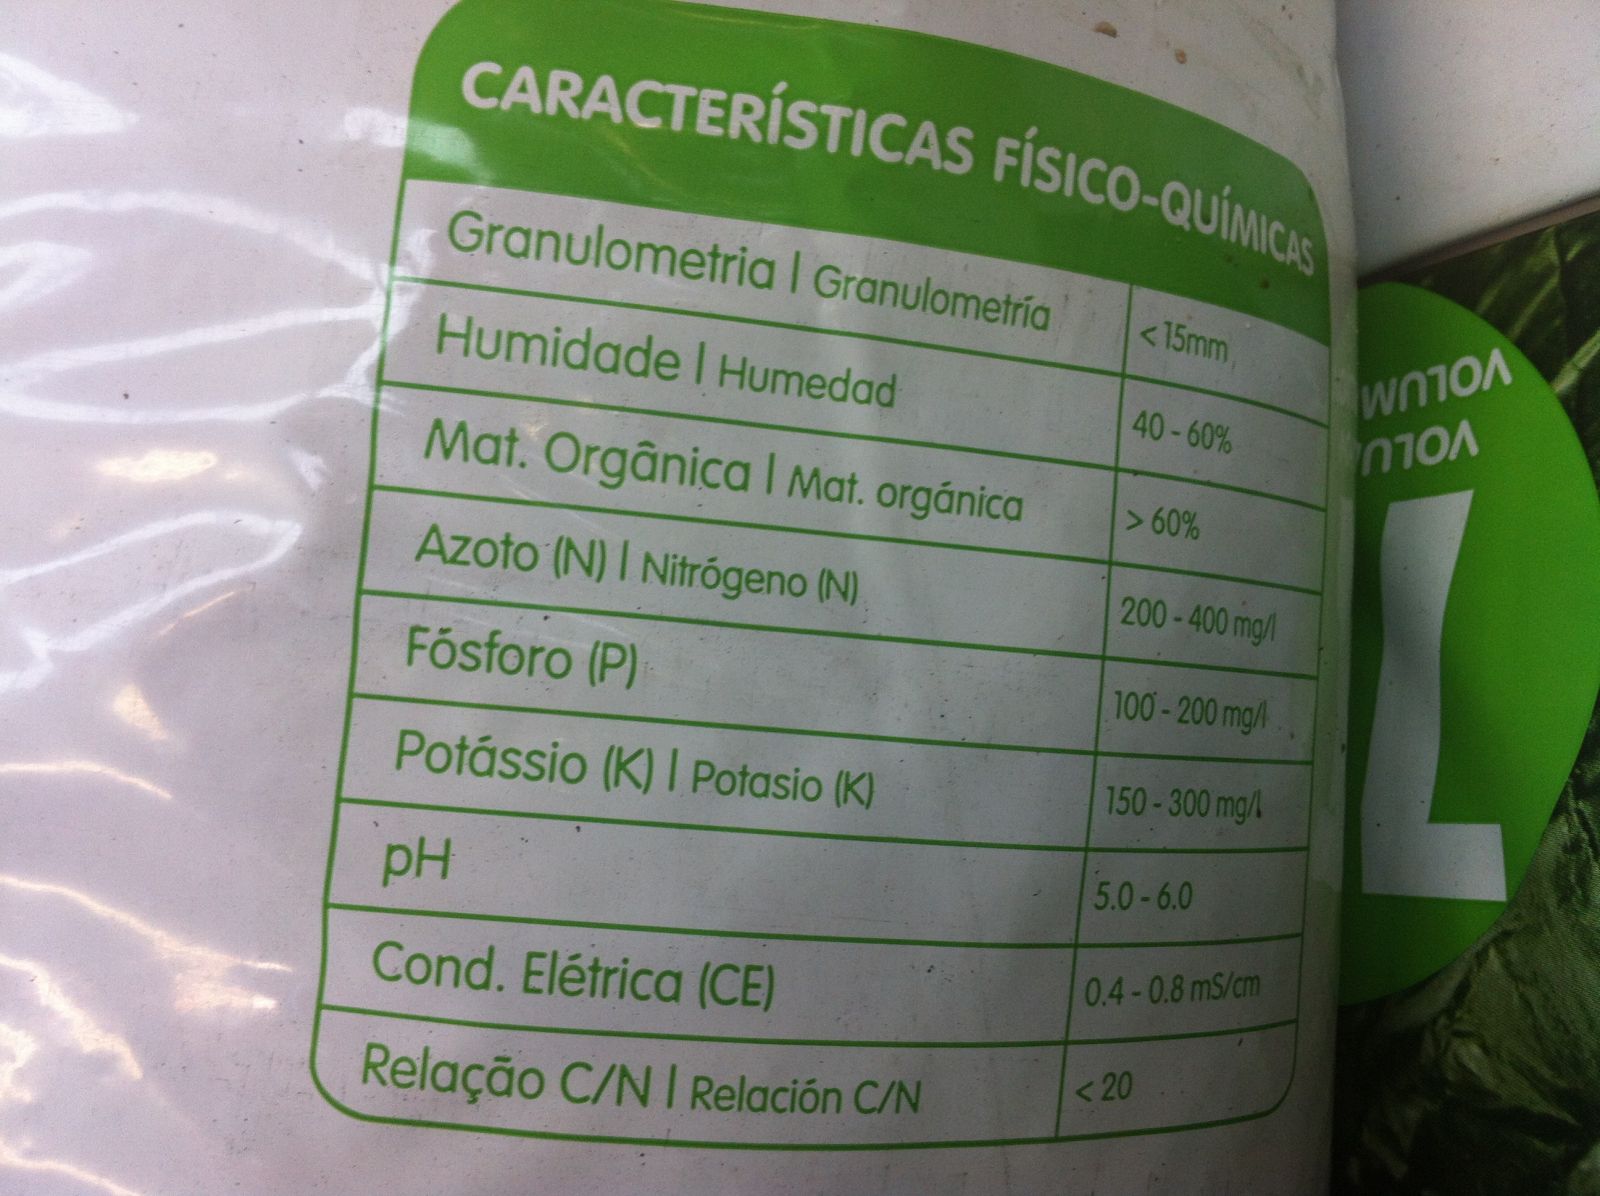 CARACTERÍSTICAS FÍSICO-QUÍMICAS
Granulometria | Granulometría < 15mm
Humidade | Humedad 40 - 60%
Mat. Orgânica | Mat. orgánica > 60%
Azoto (N) | Nitrógeno (N) 200 - 400 mg/l
Fósforo (P) 100 - 200 mg/l
Potássio (K) | Potasio (K) 150 - 300 mg/l
pH 5.0 - 6.0
Cond. Elétrica (CE) 0.4 - 0.8 mS/cm
Relação C/N | Relación C/N < 20